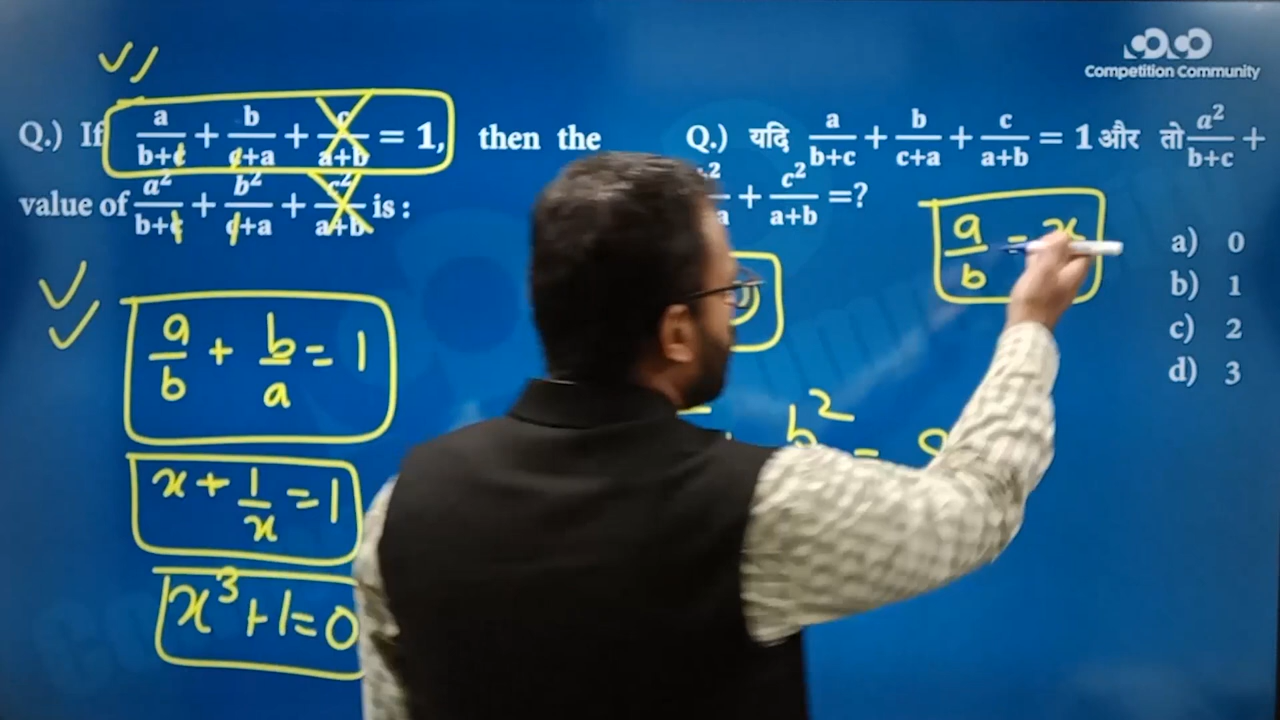 Competition Community
Q.) If a/b+c + b/c+a + c/a+b = 1, then the
value of a²/b+c + b²/c+a + c²/a+b is :
Q.) यदि a/b+c + b/c+a + c/a+b = 1 और तो a²/b+c +
+ c²/a+b =?
a) 0
b) 1
c) 2
d) 3
a/b = x
a/b + b/a = 1
x + 1/x = 1
x³+1=0
b² =